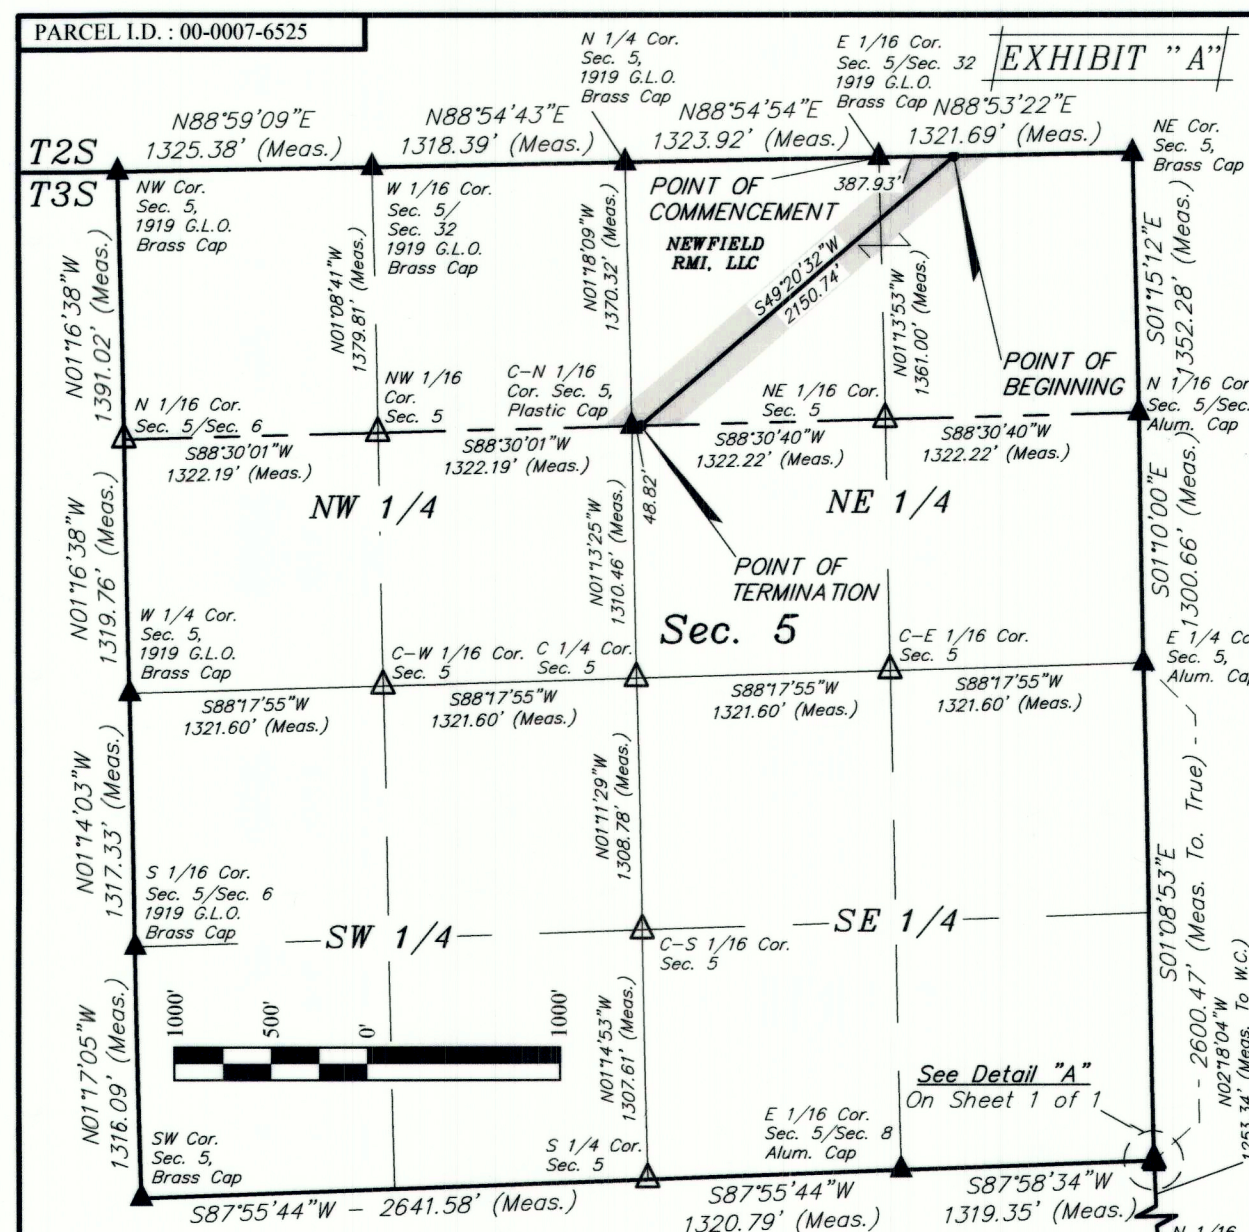 PARCEL I.D. : 00-0007-6525
EXHIBIT "A"
N 1/4 Cor.
Sec. 5,
1919 G.L.O.
Brass Cap
E 1/16 Cor.
Sec. 5/Sec. 32
1919 G.L.O.
Brass Cap
N88°59'09"E
1325.38' (Meas.)
N88°54'43"E
1318.39' (Meas.)
N88°54'54"E
1323.92' (Meas.)
N88°53'22"E
1321.69' (Meas.)
NE Cor.
Sec. 5,
Brass Cap
T2S
T3S
NW Cor.
Sec. 5,
1919 G.L.O.
Brass Cap
W 1/16 Cor.
Sec. 5/
Sec. 32
1919 G.L.O.
Brass Cap
POINT OF
COMMENCEMENT
387.93'
NEWFIELD
RMI, LLC
S49°20'32"W
2150.74'
N01°16'38"W
1391.02' (Meas.)
N01°08'41"W
1379.81' (Meas.)
N01°18'09"W
1370.32' (Meas.)
N01°13'53"W
1361.00' (Meas.)
S01°15'12"E
1352.28' (Meas.)
POINT OF
BEGINNING
N 1/16 Cor.
Sec. 5/Sec. 6
NW 1/16
Cor.
Sec. 5
C-N 1/16
Cor. Sec. 5,
Plastic Cap
NE 1/16 Cor.
Sec. 5
N 1/16 Cor
Sec. 5/Sec.
Alum. Cap
S88°30'01"W
1322.19' (Meas.)
S88°30'01"W
1322.19' (Meas.)
S88°30'40"W
1322.22' (Meas.)
S88°30'40"W
1322.22' (Meas.)
48.82'
NW 1/4
NE 1/4
N01°16'38"W
1319.76' (Meas.)
N01°13'25"W
1310.46' (Meas.)
S01°10'00"E
1300.66' (Meas.)
POINT OF
TERMINATION
Sec. 5
W 1/4 Cor.
Sec. 5,
1919 G.L.O.
Brass Cap
C-W 1/16 Cor.
Sec. 5
C 1/4 Cor.
Sec. 5
C-E 1/16 Cor.
Sec. 5
E 1/4 Co
Sec. 5,
Alum. Cap
S88°17'55"W
1321.60' (Meas.)
S88°17'55"W
1321.60' (Meas.)
S88°17'55"W
1321.60' (Meas.)
S88°17'55"W
1321.60' (Meas.)
N01°14'03"W
1317.33' (Meas.)
N01°11'29"W
1308.78' (Meas.)
S01°08'53"E
- 2600.47' (Meas. To. True) -
S 1/16 Cor.
Sec. 5/Sec. 6
1919 G.L.O.
Brass Cap
SW 1/4
SE 1/4
C-S 1/16 Cor.
Sec. 5
1000'
500'
0'
1000'
N01°17'05"W
1316.09' (Meas.)
N01°14'53"W
1307.61' (Meas.)
N02°18'04"W
1253.34' (Meas. To W.C.)
See Detail "A"
On Sheet 1 of 1
SW Cor.
Sec. 5,
Brass Cap
S 1/4 Cor.
Sec. 5
E 1/16 Cor.
Sec. 5/Sec. 8
Alum. Cap
S87°55'44"W - 2641.58' (Meas.)
S87°55'44"W
1320.79' (Meas.)
S87°58'34"W
1319.35' (Meas.)
N 1/16